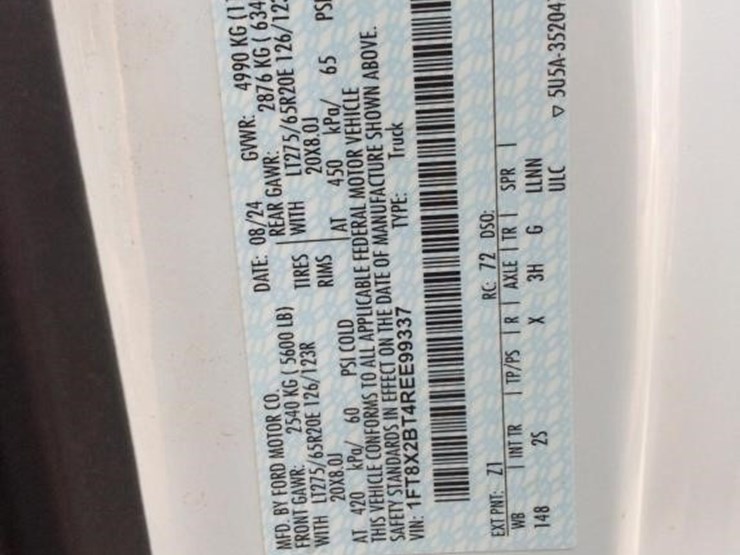 MFD. BY FORD MOTOR CO.
DATE: 08/24 GVWR: 4990 KG
FRONT GAWR: 2540 KG ( 5600 LB) REAR GAWR: 2876 KG ( 634
WITH LT275/65R20E 126/123R TIRES WITH LT275/65R20E 126/12
20X8.0J RIMS 20X8.0J
AT 420 kPa/ 60 PSI COLD AT 450 kPa/ 65 PSI
THIS VEHICLE CONFORMS TO ALL APPLICABLE FEDERAL MOTOR VEHICLE
SAFETY STANDARDS IN EFFECT ON THE DATE OF MANUFACTURE SHOWN ABOVE.
VIN: 1FT8X2BT4REE99337 TYPE: Truck
EXT PNT: Z1 RC: 72 DSO:
WB INT TR TP/PS R AXLE TR SPR
148 2S X 3H G LLNN
ULC ▽ 5U5A-35204